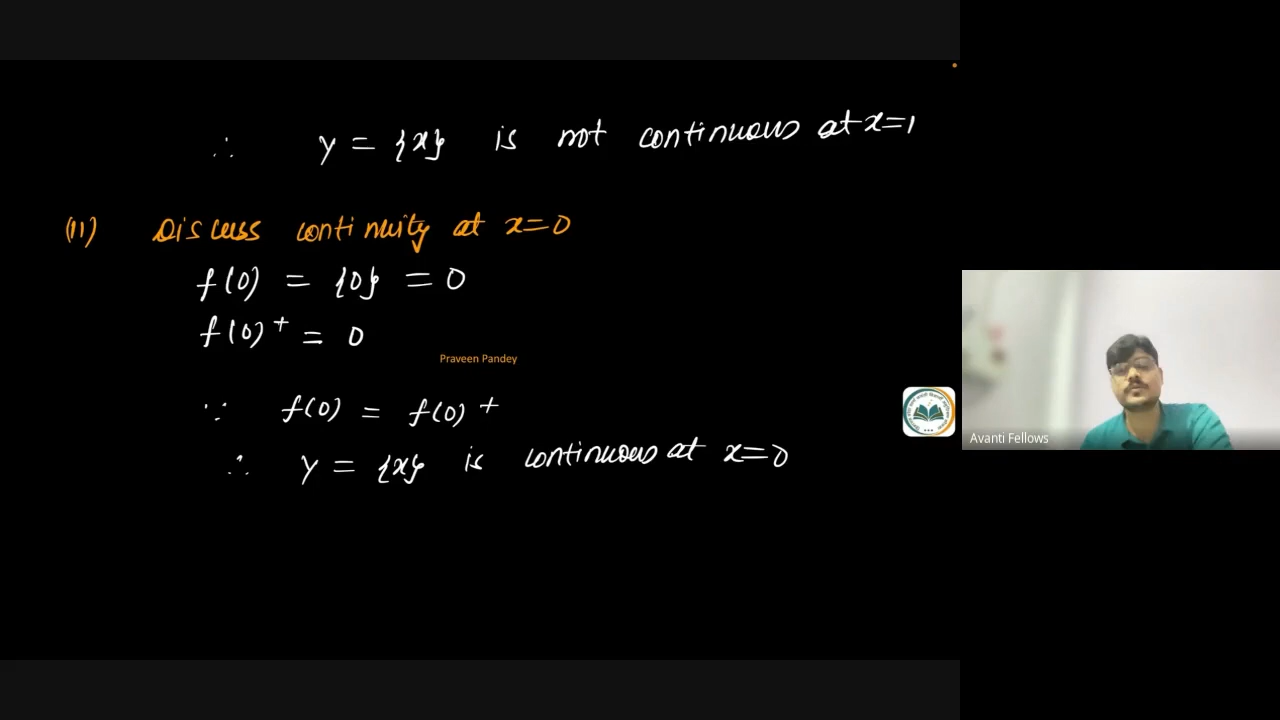 ∴ y = {x} is not continuous at x=1
(II) Discuss continuity at x=0
f(0) = {0} = 0
f(0)⁺ = 0
Praveen Pandey
∵ f(0) = f(0)⁺
∴ y = {x} is continuous at x=0
Avanti Fellows